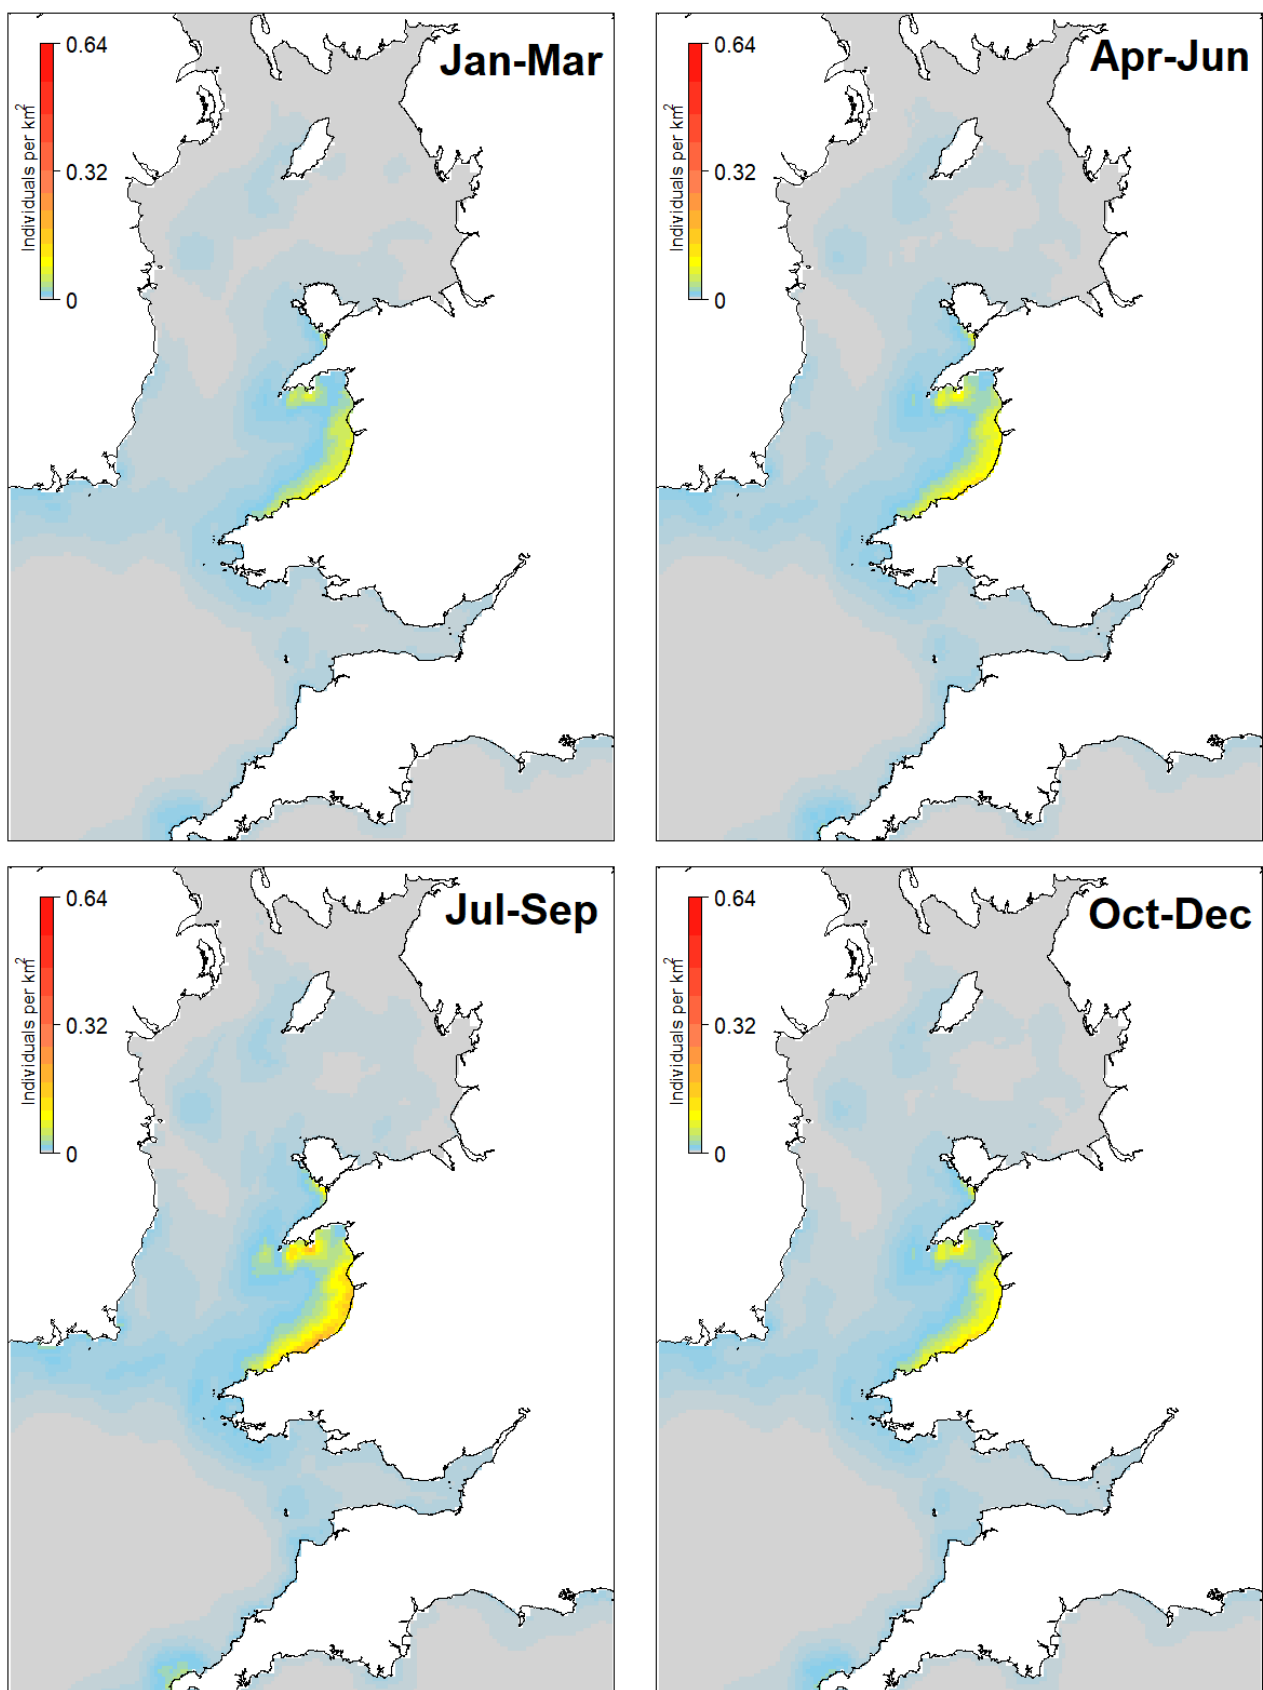 Jan-Mar
0.64
0.32
0
Individuals per km2
Apr-Jun
0.64
0.32
0
Individuals per km2
Jul-Sep
0.64
0.32
0
Individuals per km2
Oct-Dec
0.64
0.32
0
Individuals per km2